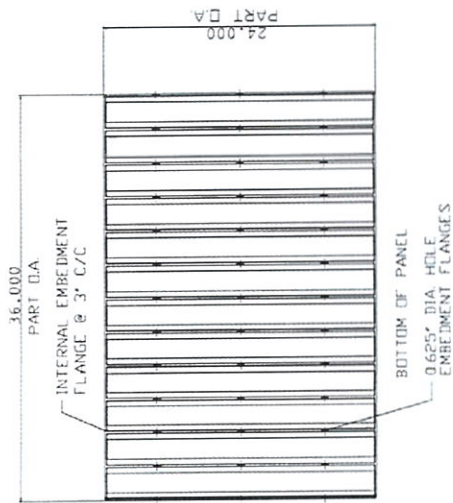 36.000
PART O.A.
INTERNAL EMBEDMENT
FLANGE @ 3" C/C
24.000
PART O.A.
BOTTOM OF PANEL
0.625" DIA. HOLE
EMBEDMENT FLANGES